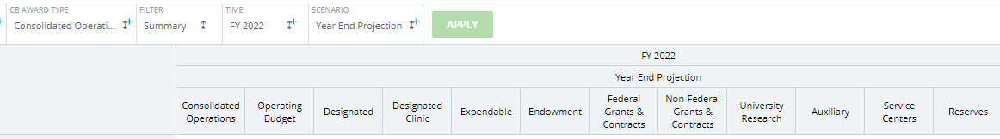 CB AWARD TYPE
FILTER
TIME
SCENARIO
Consolidated Operati...
Summary
FY 2022
Year End Projection
APPLY
FY 2022
Year End Projection
Consolidated
Operations
Operating
Budget
Designated
Designated
Clinic
Expendable
Endowment
Federal
Grants &
Contracts
Non-Federal
Grants &
Contracts
University
Research
Auxiliary
Service
Centers
Reserves